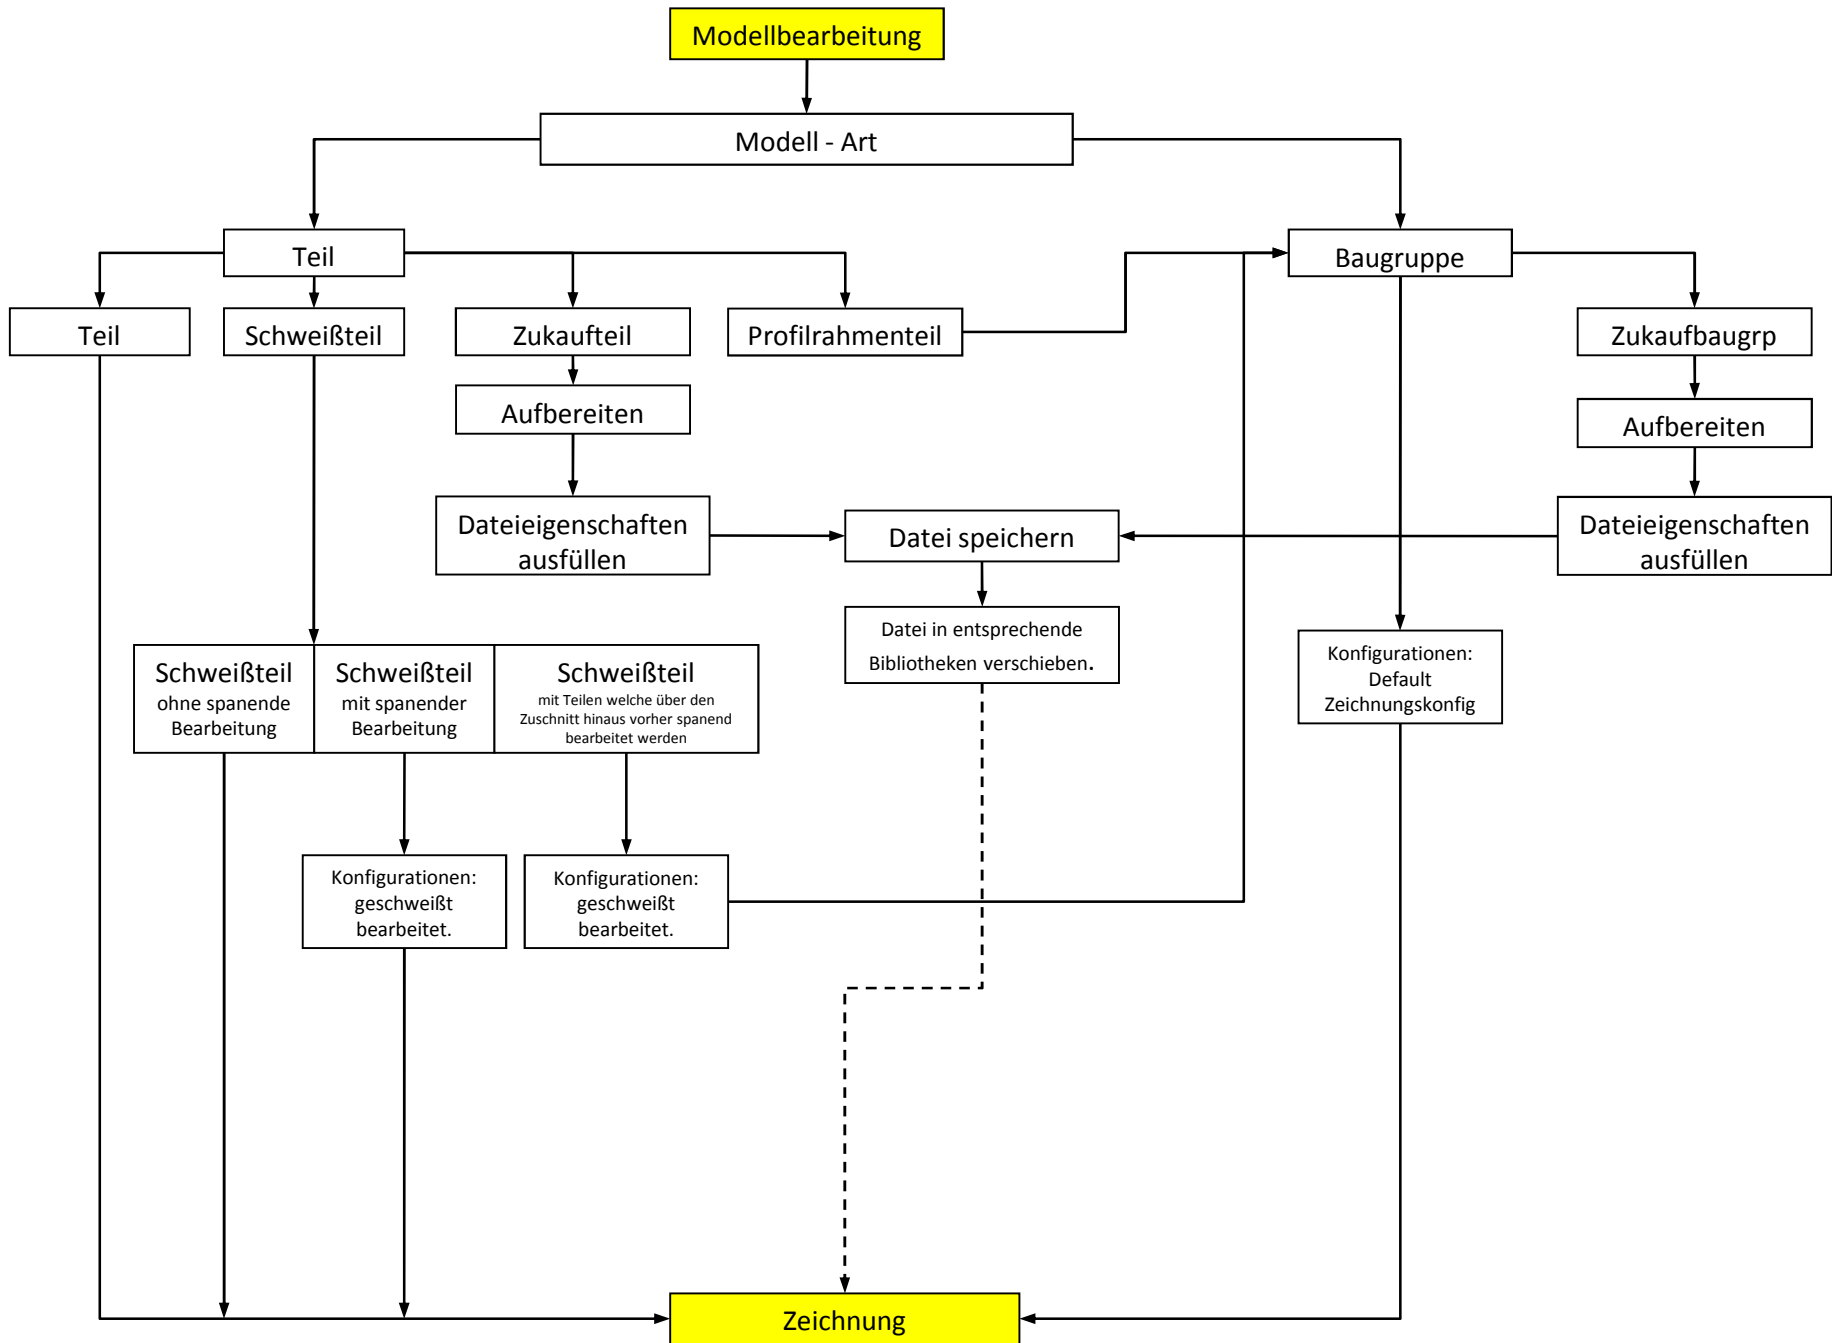 Modellbearbeitung
Modell - Art
Teil
Baugruppe
Teil
Schweißteil
Zukaufteil
Profilrahmenteil
Zukaufbaugrp
Aufbereiten
Aufbereiten
Dateieigenschaften
ausfüllen
Datei speichern
Dateieigenschaften
ausfüllen
Datei in entsprechende
Bibliotheken verschieben.
Konfigurationen:
Default
Zeichnungskonfig
Schweißteil
ohne spanende
Bearbeitung
Schweißteil
mit spanender
Bearbeitung
Schweißteil
mit Teilen welche über den
Zuschnitt hinaus vorher spanend
bearbeitet werden
Konfigurationen:
geschweißt
bearbeitet.
Konfigurationen:
geschweißt
bearbeitet.
Zeichnung